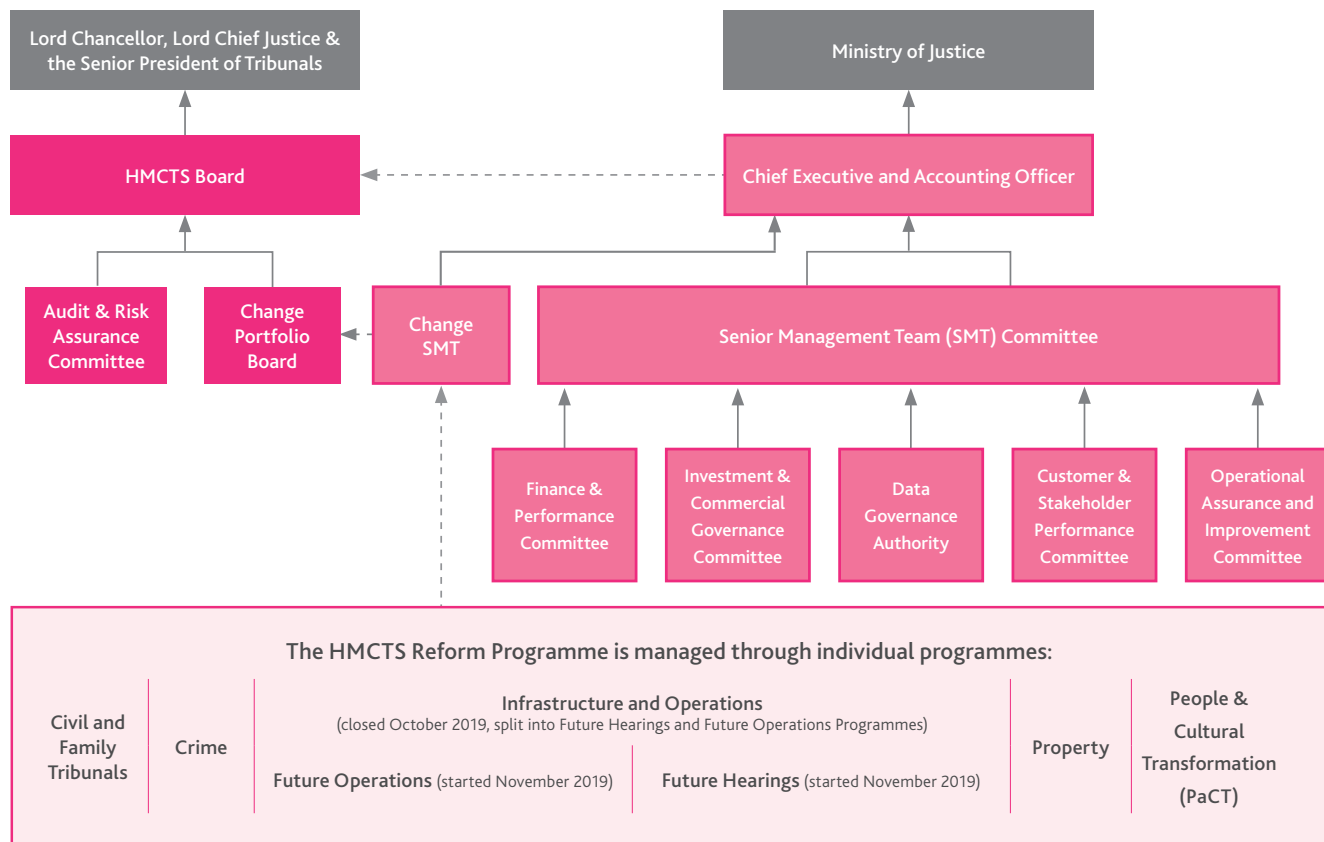 Lord Chancellor, Lord Chief Justice &
the Senior President of Tribunals
Ministry of Justice
HMCTS Board
Chief Executive and Accounting Officer
Audit & Risk
Assurance
Committee
Change
Portfolio
Board
Change
SMT
Senior Management Team (SMT) Committee
Finance &
Performance
Committee
Investment &
Commercial
Governance
Committee
Data
Governance
Authority
Customer &
Stakeholder
Performance
Committee
Operational
Assurance and
Improvement
Committee
The HMCTS Reform Programme is managed through individual programmes:
Civil and
Family
Tribunals
Crime
Infrastructure and Operations
(closed October 2019, split into Future Hearings and Future Operations Programmes)
Future Operations (started November 2019)
Future Hearings (started November 2019)
Property
People &
Cultural
Transformation
(PaCT)